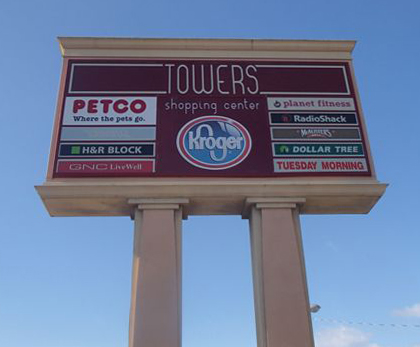 TOWERS
shopping center
PETCO
Where the pets go.
H&R BLOCK
GNC LiveWell
Kroger
planet fitness
RadioShack
McALISTER'S
DOLLAR TREE
TUESDAY MORNING